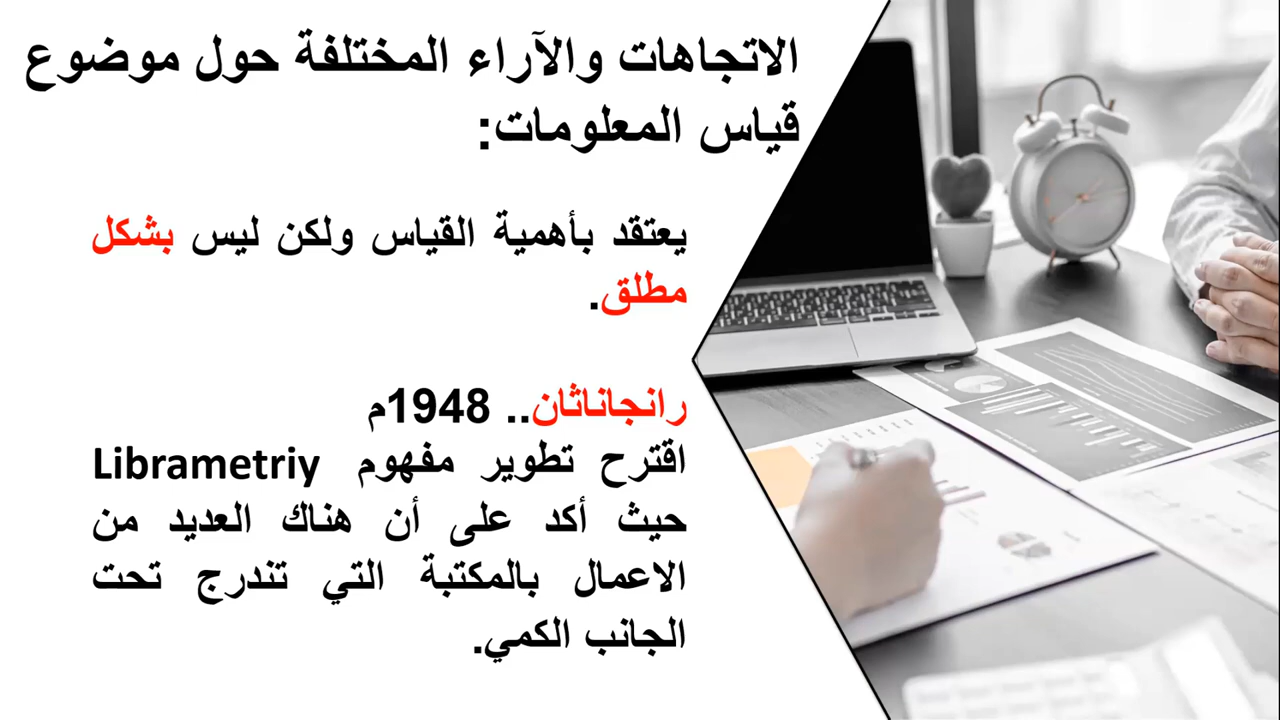 الاتجاهات والآراء المختلفة حول موضوع
قياس المعلومات:
يعتقد بأهمية القياس ولكن ليس بشكل
مطلق.
رانجاناثان.. 1948م
اقترح تطوير مفهوم Librametriy
حيث أكد على أن هناك العديد من
الاعمال بالمكتبة التي تندرج تحت
الجانب الكمي.